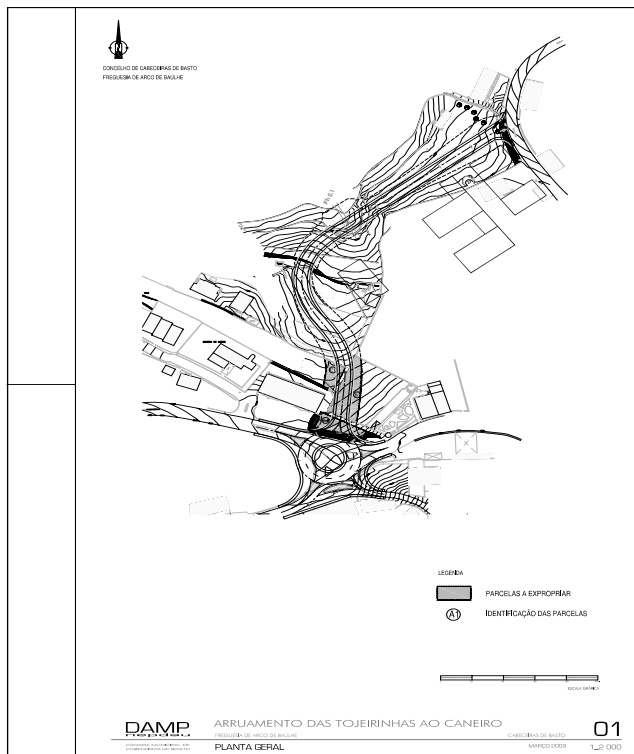 N
CONCELHO DE CABECEIRAS DE BASTO
FREGUESIA DE ARCO DE BAÚLHE
LEGENDA
PARCELAS A EXPROPRIAR
A1 IDENTIFICAÇÃO DAS PARCELAS
ESCALA GRÁFICA
DAMP
ARRUAMENTO DAS TOJEIRINHAS AO CANEIRO
01
FREGUESIA DE ARCO DE BAÚLHE
CABECEIRAS DE BASTO
PLANTA GERAL
MARÇO 2009
1_2 000